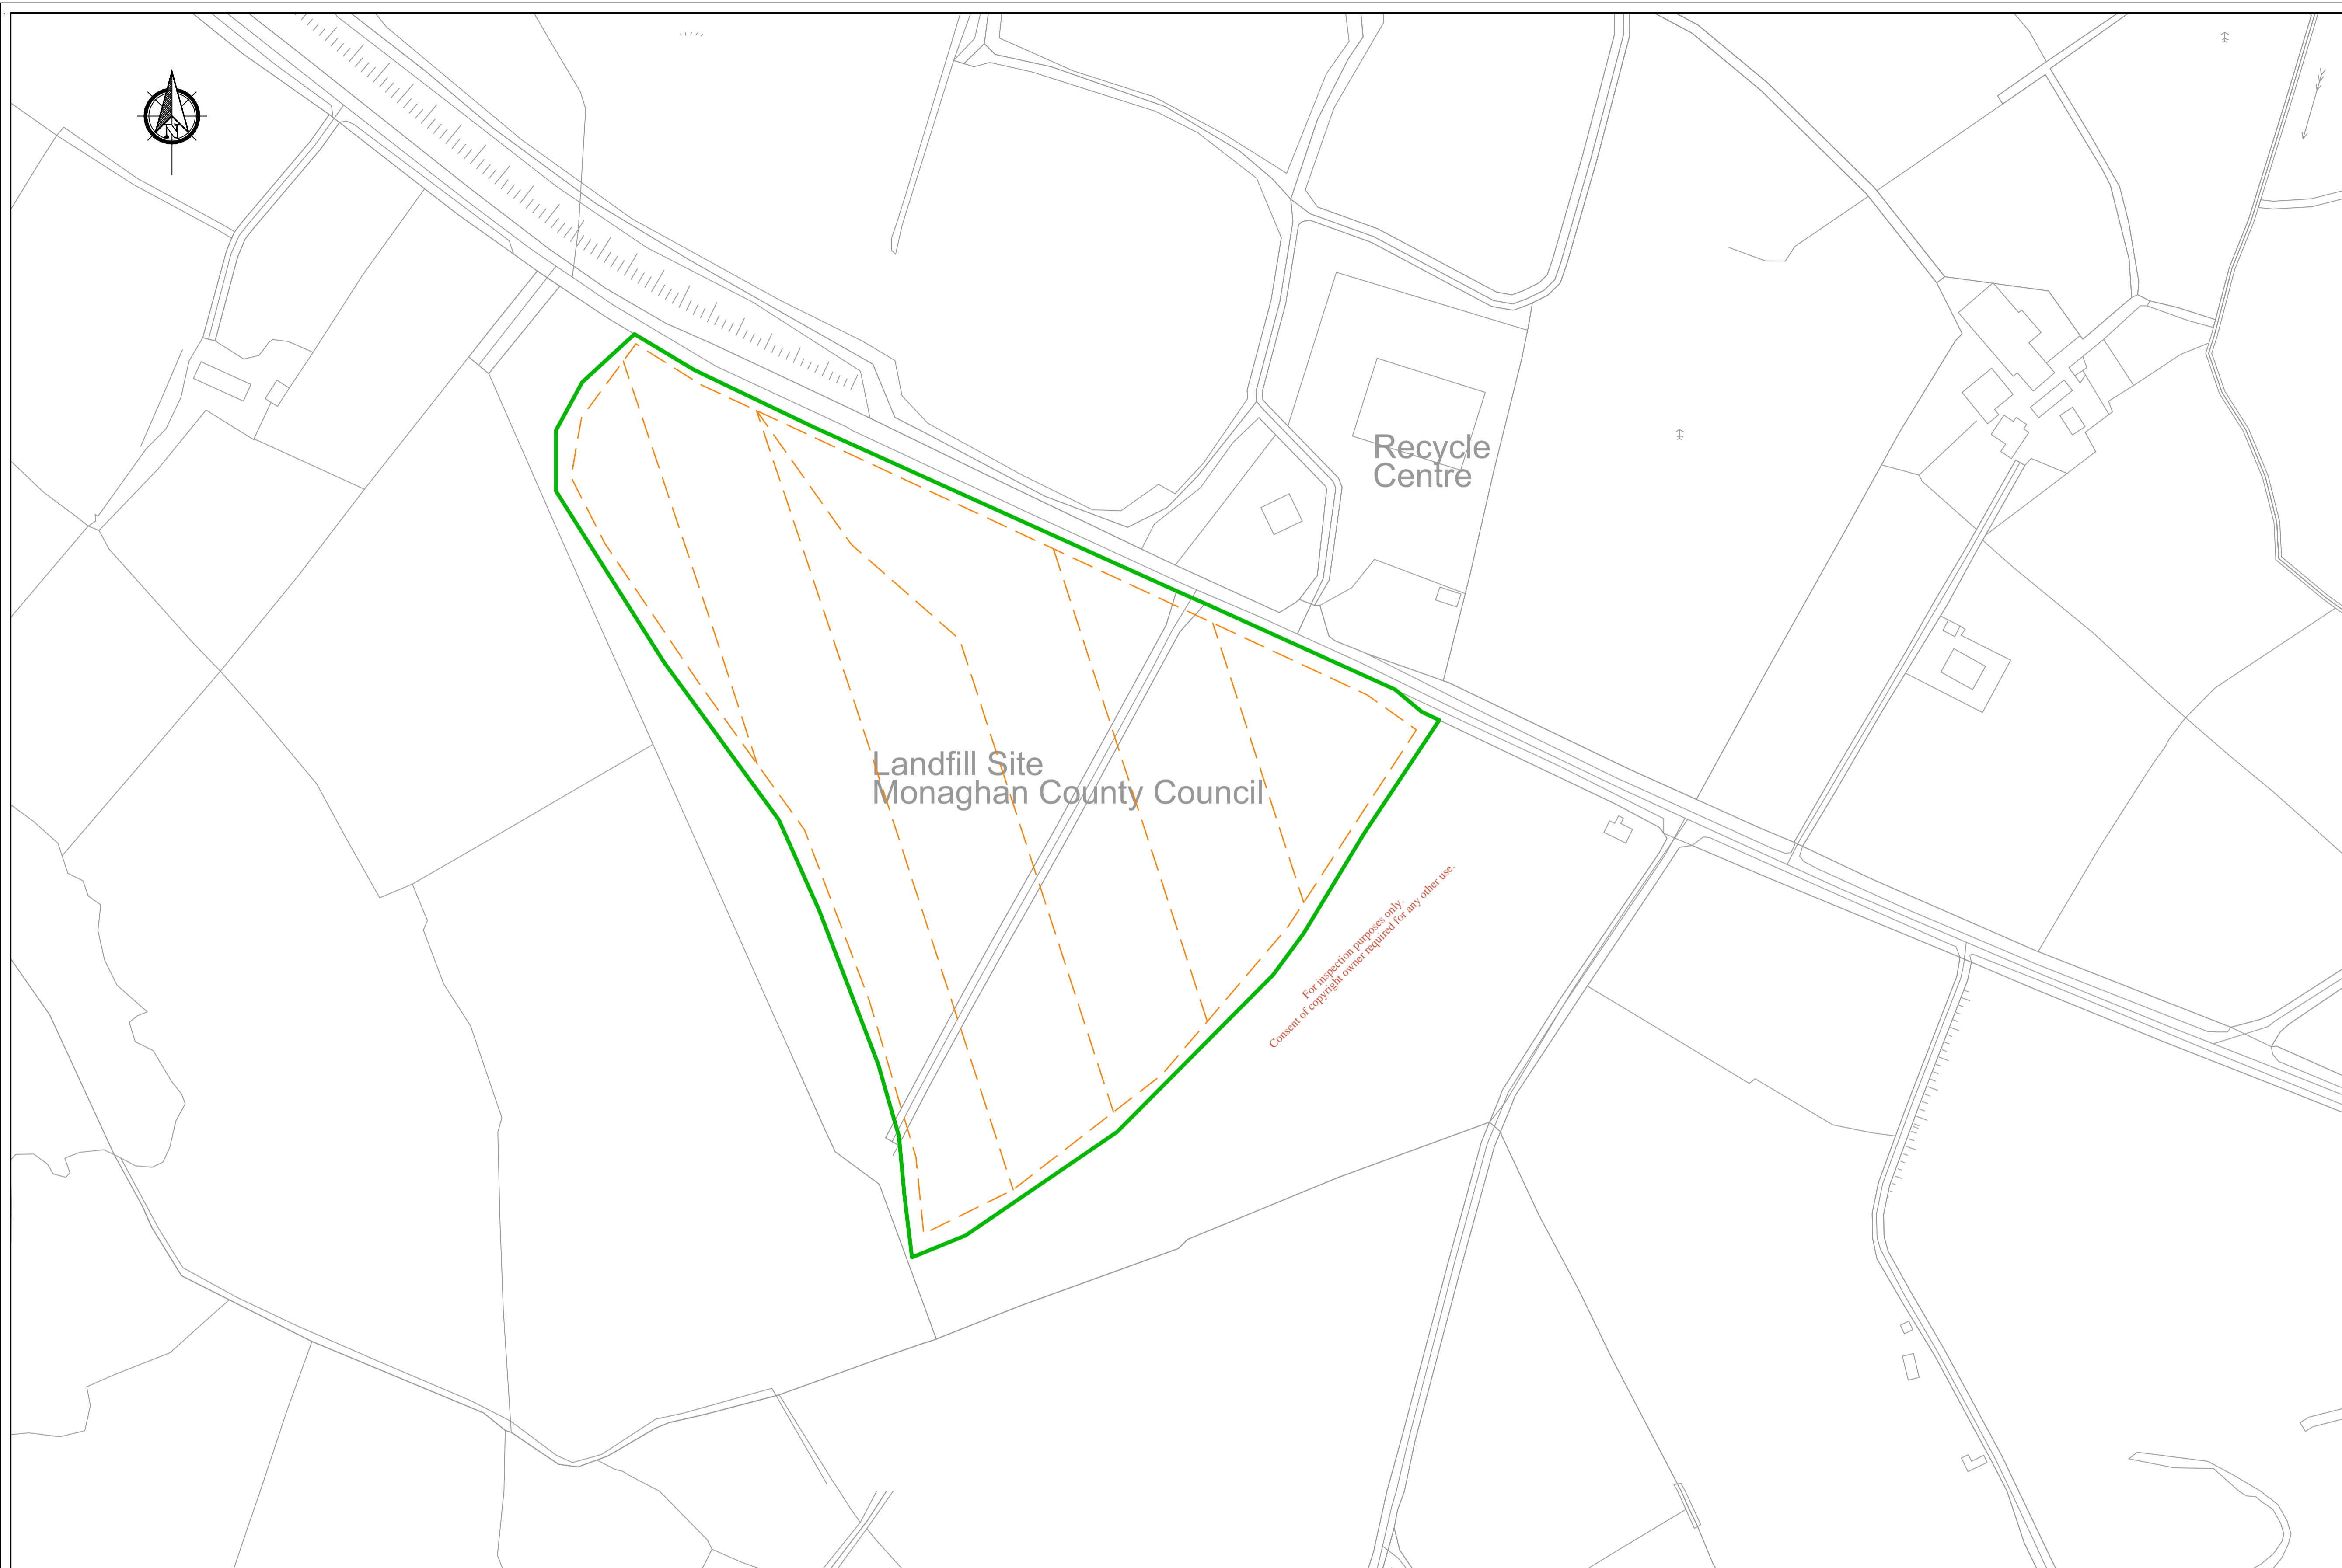 N
Recycle
Centre
Landfill Site
Monaghan County Council
For inspection purposes only.
Consent of copyright owner required for any other use.